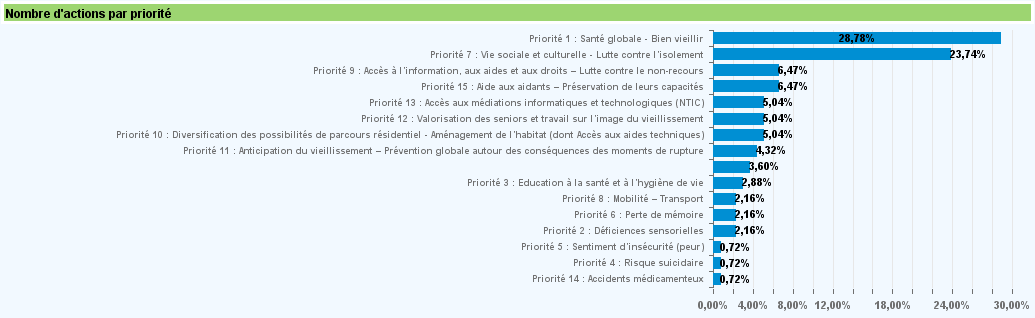 Nombre d'actions par priorité
Priorité 1 : Santé globale - Bien vieillir 28,78%
Priorité 7 : Vie sociale et culturelle - Lutte contre l'isolement 23,74%
Priorité 9 : Accès à l'information, aux aides et aux droits – Lutte contre le non-recours 6,47%
Priorité 15 : Aide aux aidants – Préservation de leurs capacités 6,47%
Priorité 13 : Accès aux médiations informatiques et technologiques (NTIC) 5,04%
Priorité 12 : Valorisation des seniors et travail sur l'image du vieillissement 5,04%
Priorité 10 : Diversification des possibilités de parcours résidentiel - Aménagement de l'habitat (dont Accès aux aides techniques) 5,04%
Priorité 11 : Anticipation du vieillissement – Prévention globale autour des conséquences des moments de rupture 4,32%
3,60%
Priorité 3 : Education à la santé et à l'hygiène de vie 2,88%
Priorité 8 : Mobilité – Transport 2,16%
Priorité 6 : Perte de mémoire 2,16%
Priorité 2 : Déficiences sensorielles 2,16%
Priorité 5 : Sentiment d'insécurité (peur) 0,72%
Priorité 4 : Risque suicidaire 0,72%
Priorité 14 : Accidents médicamenteux 0,72%
0,00% 4,00% 8,00% 12,00% 18,00% 24,00% 30,00%